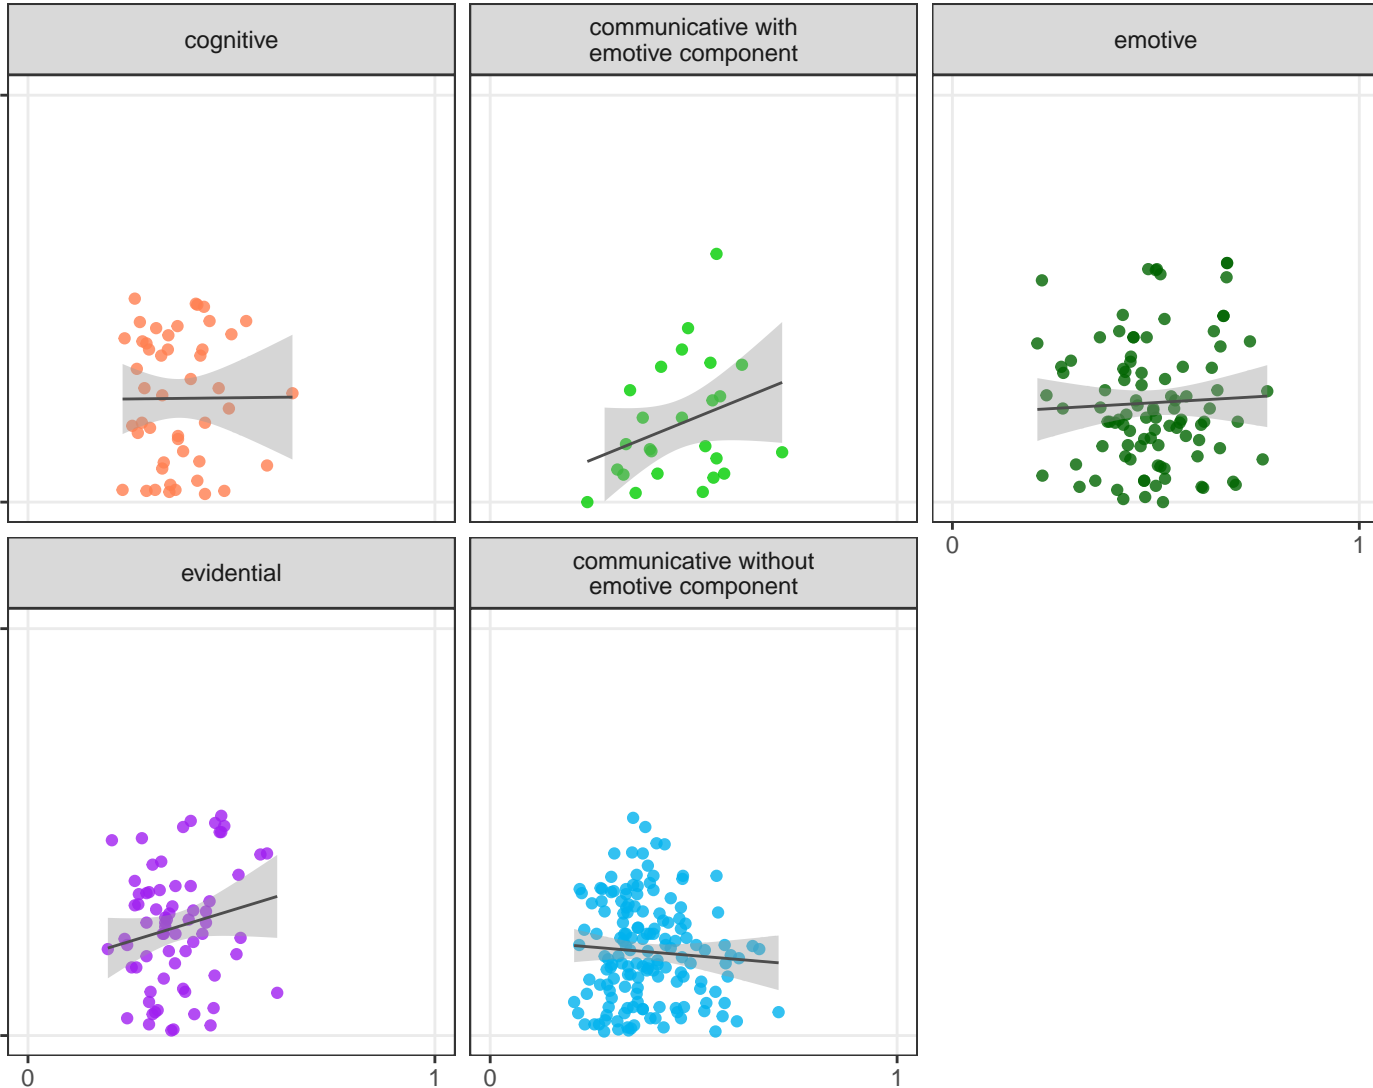 cognitive
communicative with
emotive component
emotive
0
1
evidential
communicative without
emotive component
0
1
0
1